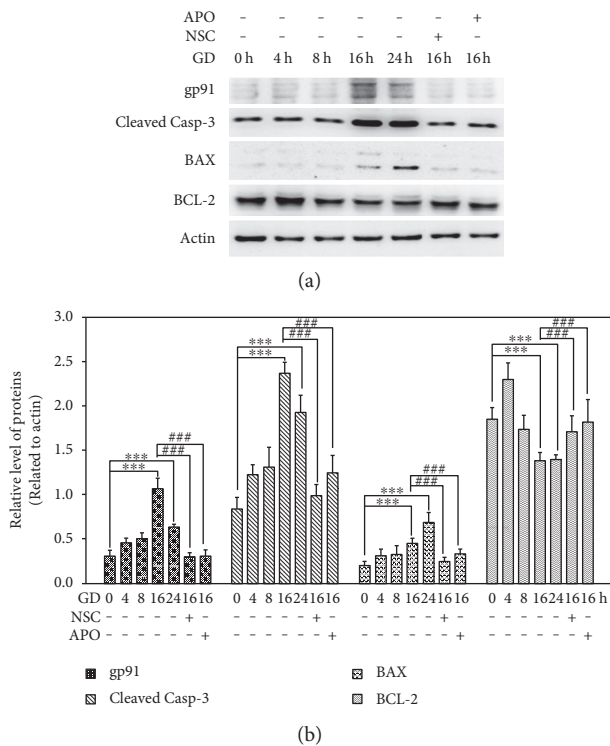 APO – – – – – – +
NSC – – – – – + –
GD 0 h 4 h 8 h 16 h 24 h 16 h 16 h
gp91
Cleaved Casp-3
BAX
BCL-2
Actin
(a)
Relative level of proteins
(Related to actin)
3.0
2.5
2.0
1.5
1.0
0.5
0.0
*** *** ### ###
*** *** ### ###
*** *** ### ###
*** *** ### ###
GD 0 4 8 16 24 16 16 0 4 8 16 24 16 16 0 4 8 16 24 16 16 0 4 8 16 24 16 16 h
NSC + + + +
APO + + + +
gp91 BAX
Cleaved Casp-3 BCL-2
(b)